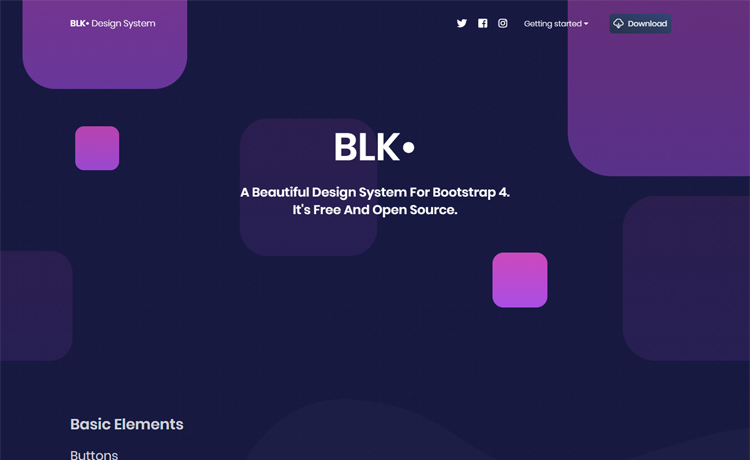 BLK• Design System
Getting started
Download
BLK•
A Beautiful Design System For Bootstrap 4.
It's Free And Open Source.
Basic Elements
Buttons